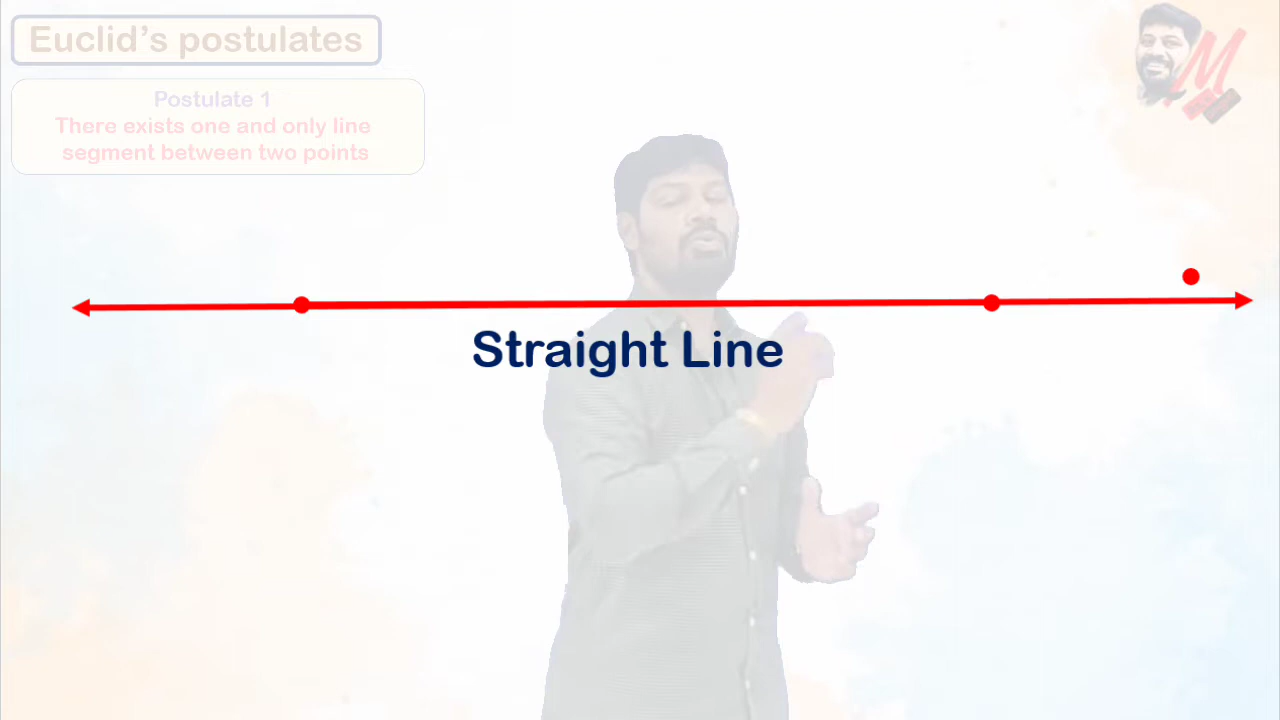 Euclid's postulates
Postulate 1
There exists one and only line
segment between two points
Straight Line